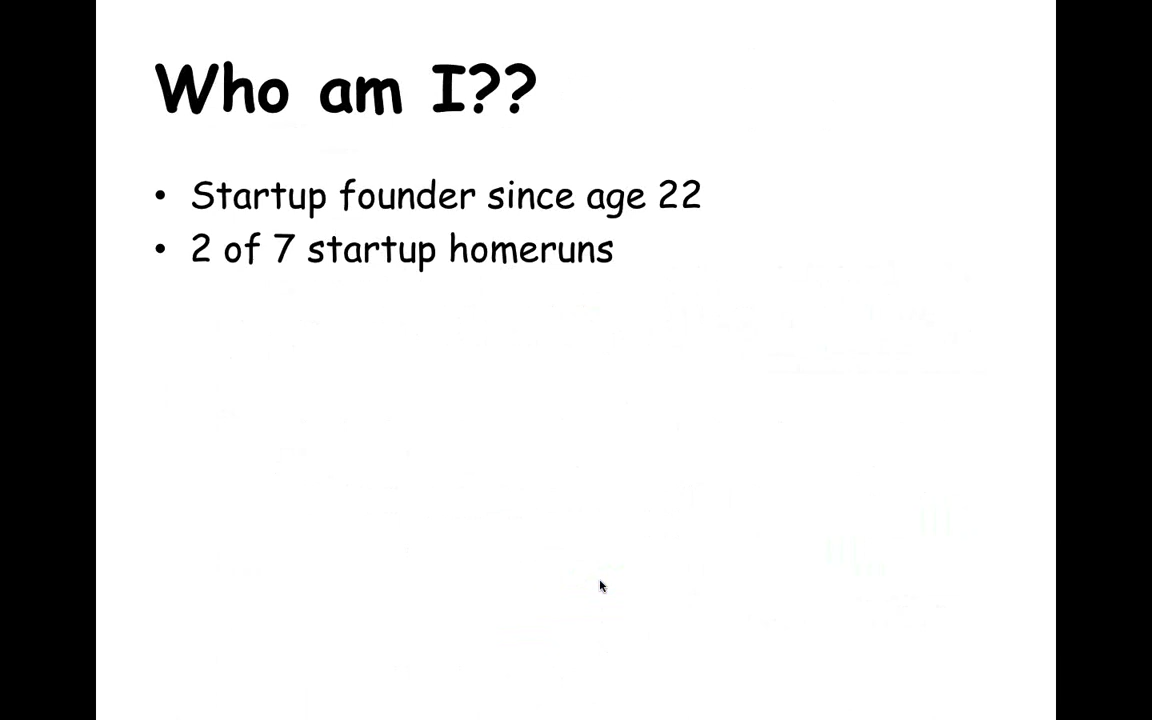 Who am I??
• Startup founder since age 22
• 2 of 7 startup homeruns